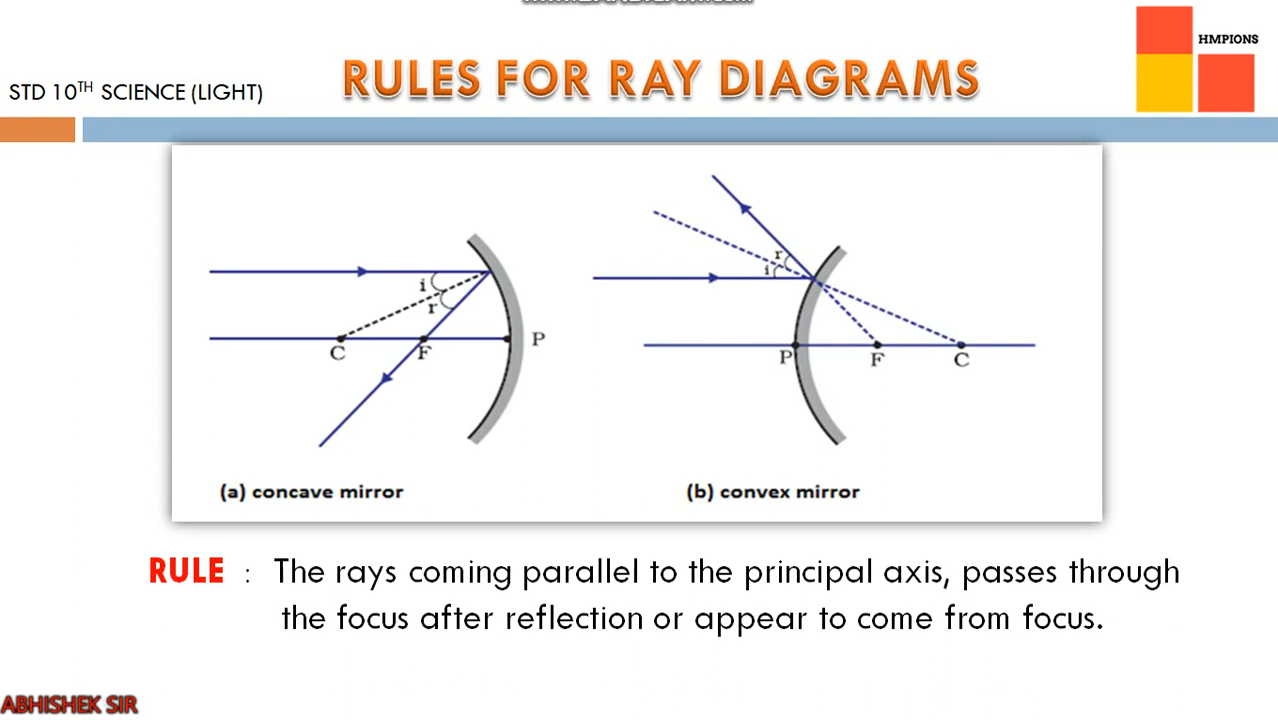 HMPIONS
STD 10TH SCIENCE (LIGHT)
RULES FOR RAY DIAGRAMS
i
r
C
F
P
r
i
P
F
C
(a) concave mirror
(b) convex mirror
RULE : The rays coming parallel to the principal axis, passes through
the focus after reflection or appear to come from focus.
ABHISHEK SIR